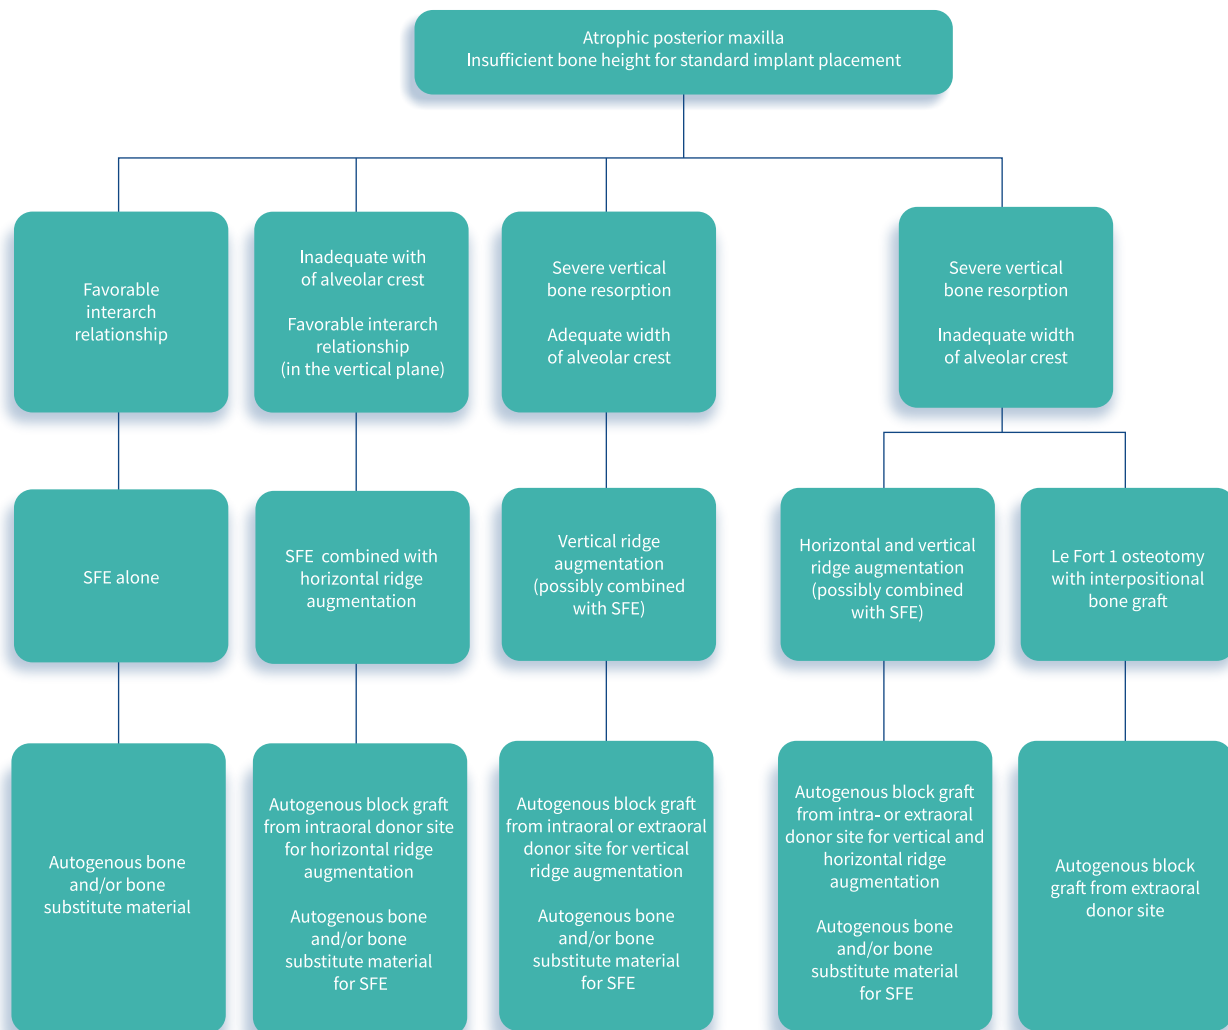 Atrophic posterior maxilla
Insufficient bone height for standard implant placement
Favorable
interarch
relationship
Inadequate with
of alveolar crest
Favorable interarch
relationship
(in the vertical plane)
Severe vertical
bone resorption
Adequate width
of alveolar crest
Severe vertical
bone resorption
Inadequate width
of alveolar crest
SFE alone
SFE combined with
horizontal ridge
augmentation
Vertical ridge
augmentation
(possibly combined
with SFE)
Horizontal and vertical
ridge augmentation
(possibly combined
with SFE)
Le Fort 1 osteotomy
with interpositional
bone graft
Autogenous bone
and/or bone
substitute material
Autogenous block graft
from intraoral donor site
for horizontal ridge
augmentation
Autogenous bone
and/or bone
substitute material
for SFE
Autogenous block graft
from intraoral or extraoral
donor site for vertical
ridge augmentation
Autogenous bone
and/or bone
substitute material
for SFE
Autogenous block graft
from intra- or extraoral
donor site for vertical and
horizontal ridge
augmentation
Autogenous bone
and/or bone
substitute material
for SFE
Autogenous block
graft from extraoral
donor site